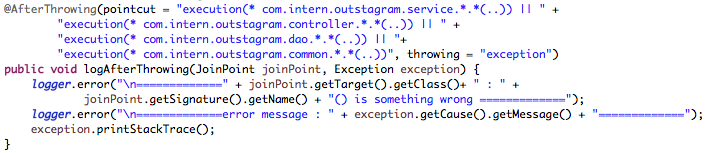 @AfterThrowing(pointcut = "execution(* com.intern.outstagram.service.*.*(..)) || " +
"execution(* com.intern.outstagram.controller.*.*(..)) || " +
"execution(* com.intern.outstagram.dao.*.*(..)) || "+
"execution(* com.intern.outstagram.common.*.*(..))", throwing = "exception")
public void logAfterThrowing(JoinPoint joinPoint, Exception exception) {
logger.error("\n=============" + joinPoint.getTarget().getClass()+ " : " +
joinPoint.getSignature().getName() + "() is something wrong =============");
logger.error("\n=============error message : " + exception.getCause().getMessage() + "=============");
exception.printStackTrace();
}